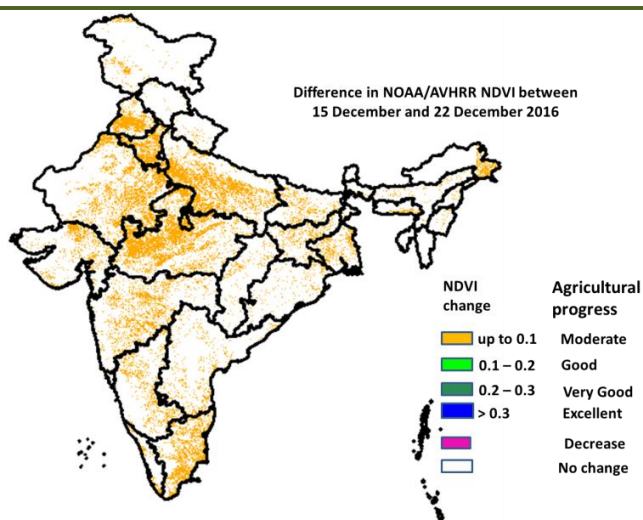 Difference in NOAA/AVHRR NDVI between
15 December and 22 December 2016
NDVI change
Agricultural progress
up to 0.1 Moderate
0.1 – 0.2 Good
0.2 – 0.3 Very Good
> 0.3 Excellent
Decrease
No change